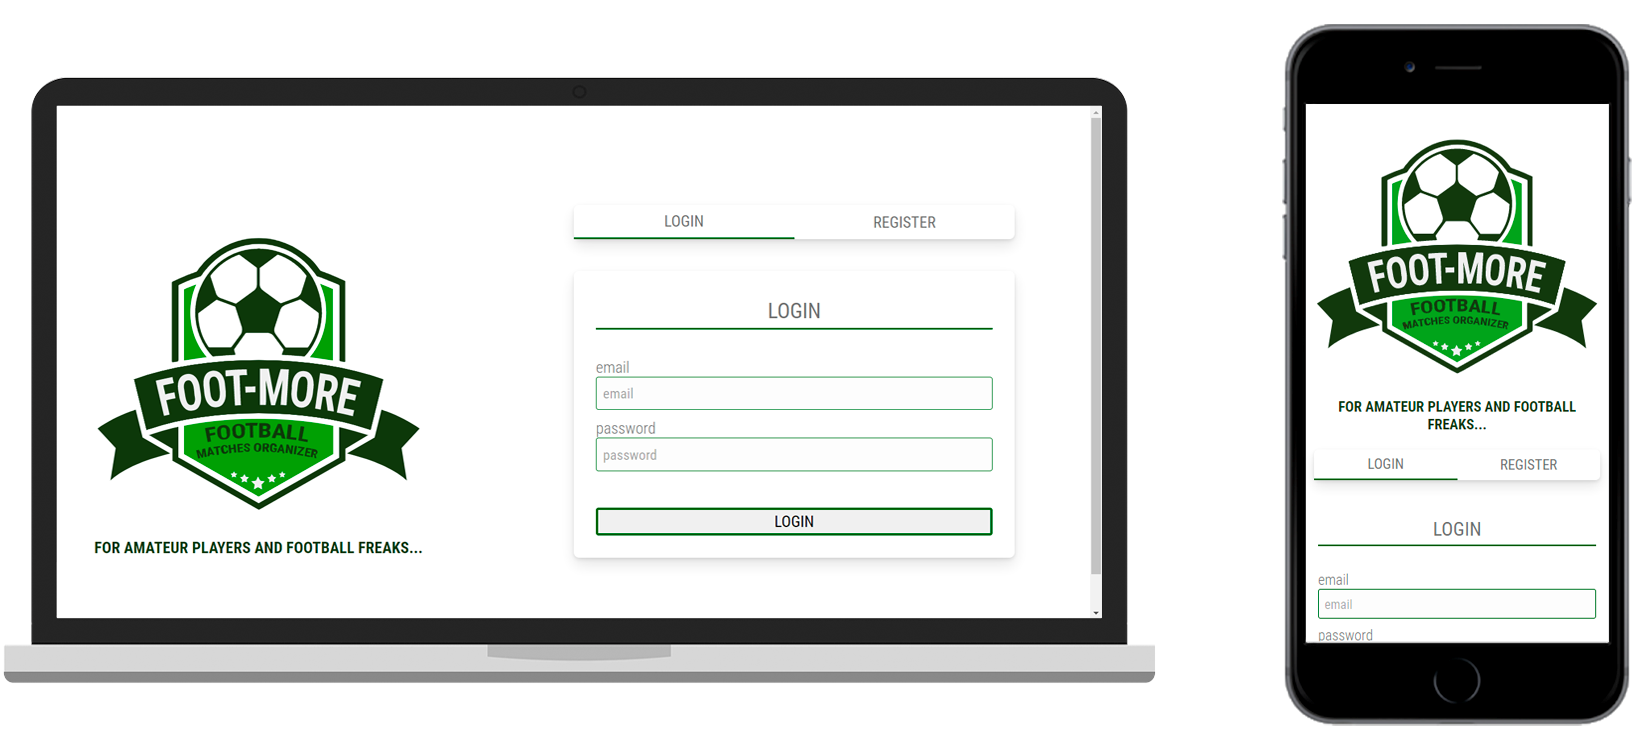 FOOT-MORE
FOOTBALL
MATCHES ORGANIZER
FOR AMATEUR PLAYERS AND FOOTBALL FREAKS...
LOGIN REGISTER
LOGIN
email
email
password
password
LOGIN
FOOT-MORE
FOOTBALL
MATCHES ORGANIZER
FOR AMATEUR PLAYERS AND FOOTBALL
FREAKS...
LOGIN REGISTER
LOGIN
email
email
password